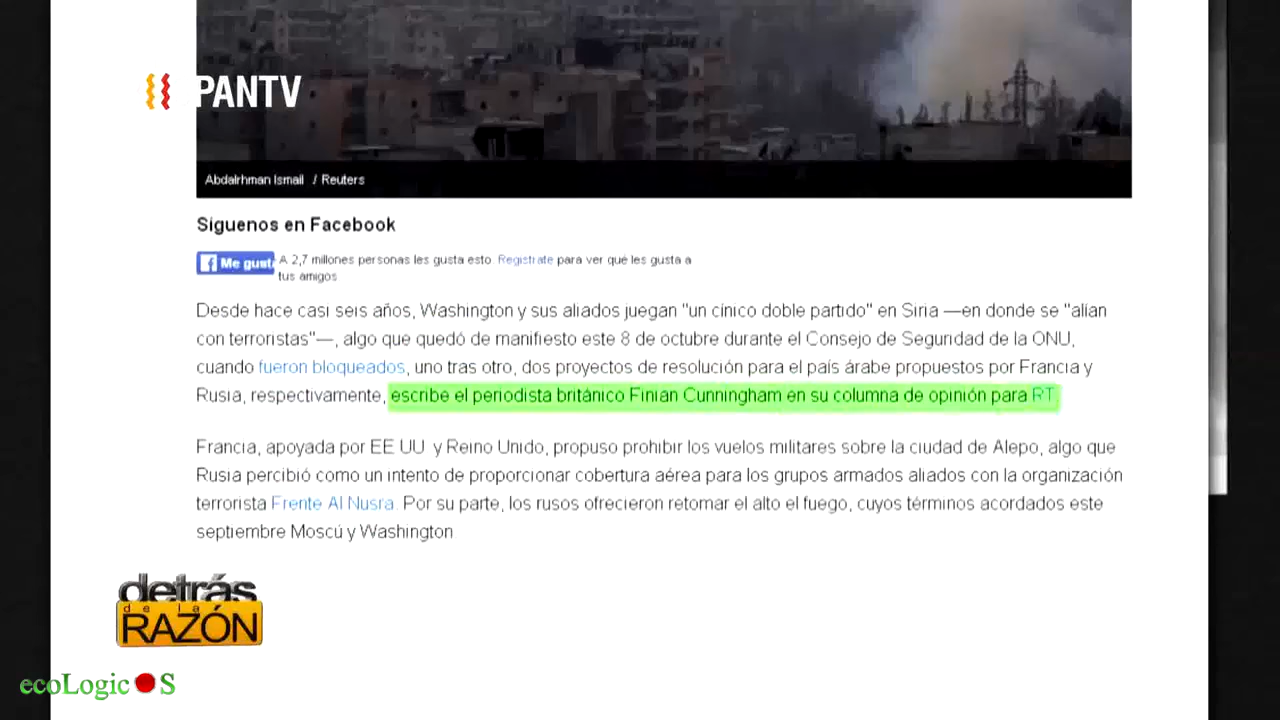 PANTV
Abdalrhman Ismail / Reuters
Síguenos en Facebook
Me gusta
A 2,7 millones personas les gusta esto. Regístrate para ver qué les gusta a
tus amigos.
Desde hace casi seis años, Washington y sus aliados juegan "un cínico doble partido" en Siria —en donde se "alían
con terroristas"—, algo que quedó de manifiesto este 8 de octubre durante el Consejo de Seguridad de la ONU,
cuando fueron bloqueados, uno tras otro, dos proyectos de resolución para el país árabe propuestos por Francia y
Rusia, respectivamente, escribe el periodista británico Finian Cunningham en su columna de opinión para RT.
Francia, apoyada por EE.UU. y Reino Unido, propuso prohibir los vuelos militares sobre la ciudad de Alepo, algo que
Rusia percibió como un intento de proporcionar cobertura aérea para los grupos armados aliados con la organización
terrorista Frente Al Nusra. Por su parte, los rusos ofrecieron retomar el alto el fuego, cuyos términos acordados este
septiembre Moscú y Washington
detrás
de la
RAZÓN
ecoLogic S